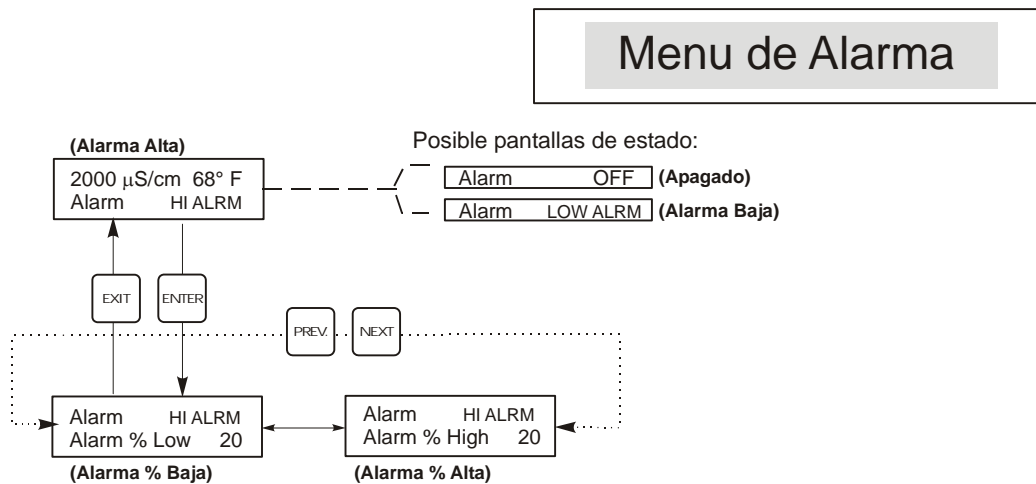 Menu de Alarma
(Alarma Alta)
2000 µS/cm 68° F
Alarm HI ALRM
Posible pantallas de estado:
Alarm OFF (Apagado)
Alarm LOW ALRM (Alarma Baja)
EXIT
ENTER
PREV.
NEXT
Alarm HI ALRM
Alarm % Low 20
(Alarma % Baja)
Alarm HI ALRM
Alarm % High 20
(Alarma % Alta)